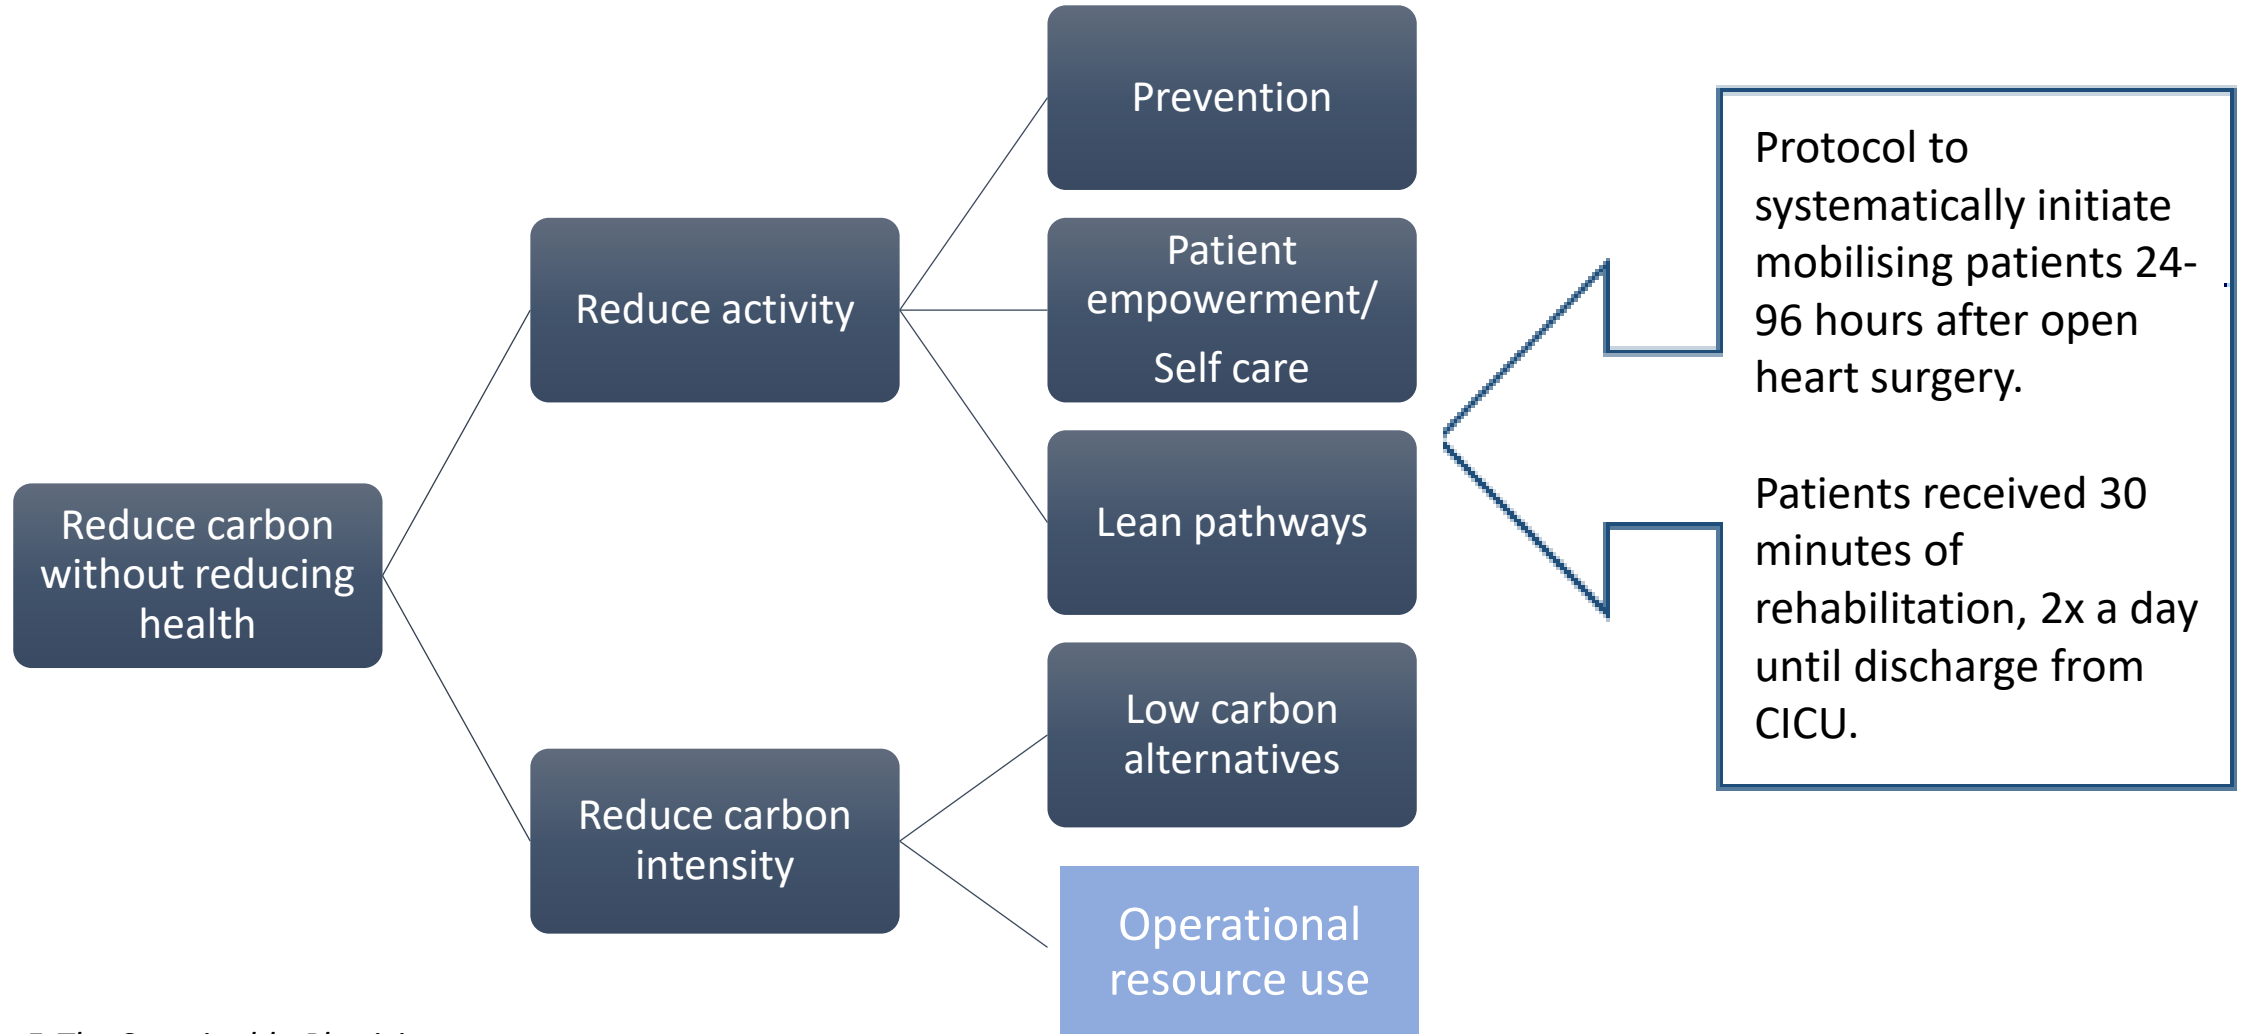 Prevention
Patient
empowerment/
Self care
Reduce activity
Lean pathways
Reduce carbon
without reducing
health
Low carbon
alternatives
Reduce carbon
intensity
Operational
resource use
Protocol to
systematically initiate
mobilising patients 24-
96 hours after open
heart surgery.
Patients received 30
minutes of
rehabilitation, 2x a day
until discharge from
CICU.